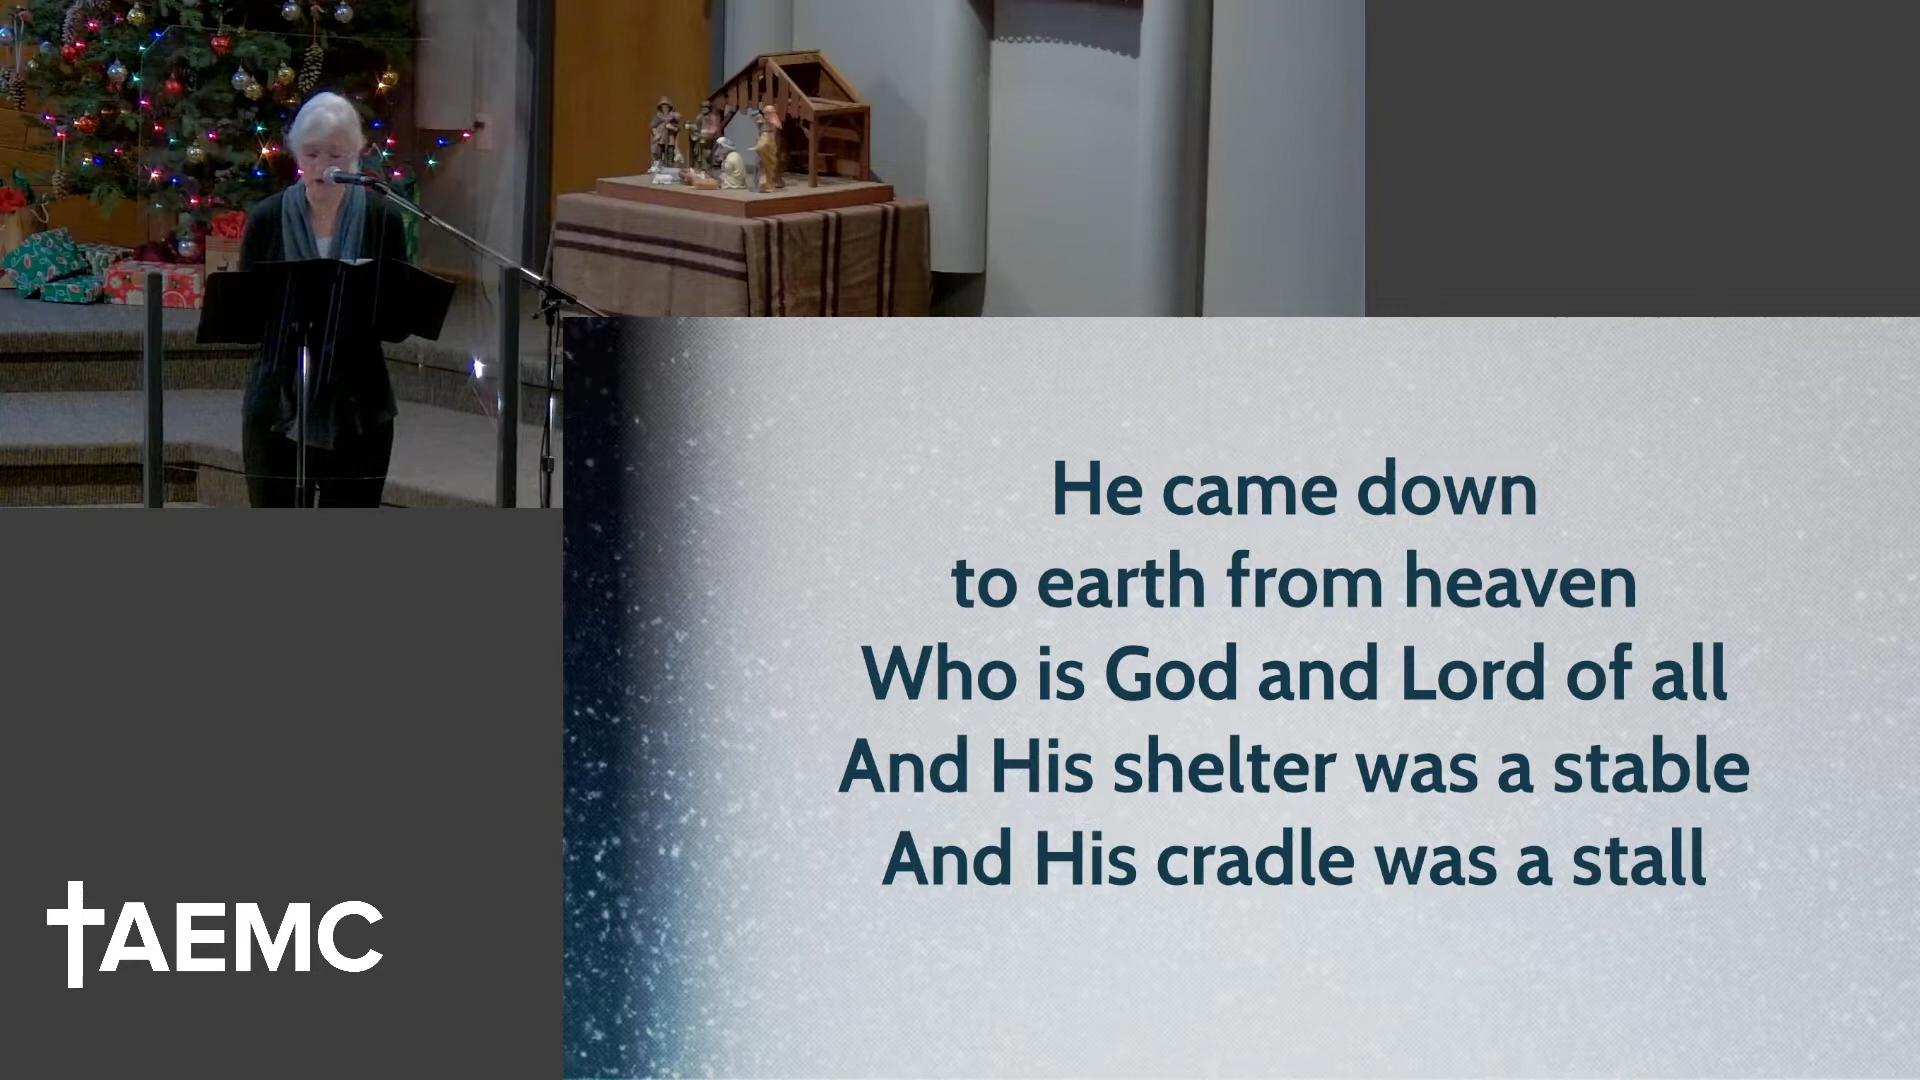 He came down
to earth from heaven
Who is God and Lord of all
And His shelter was a stable
And His cradle was a stall
AEMC